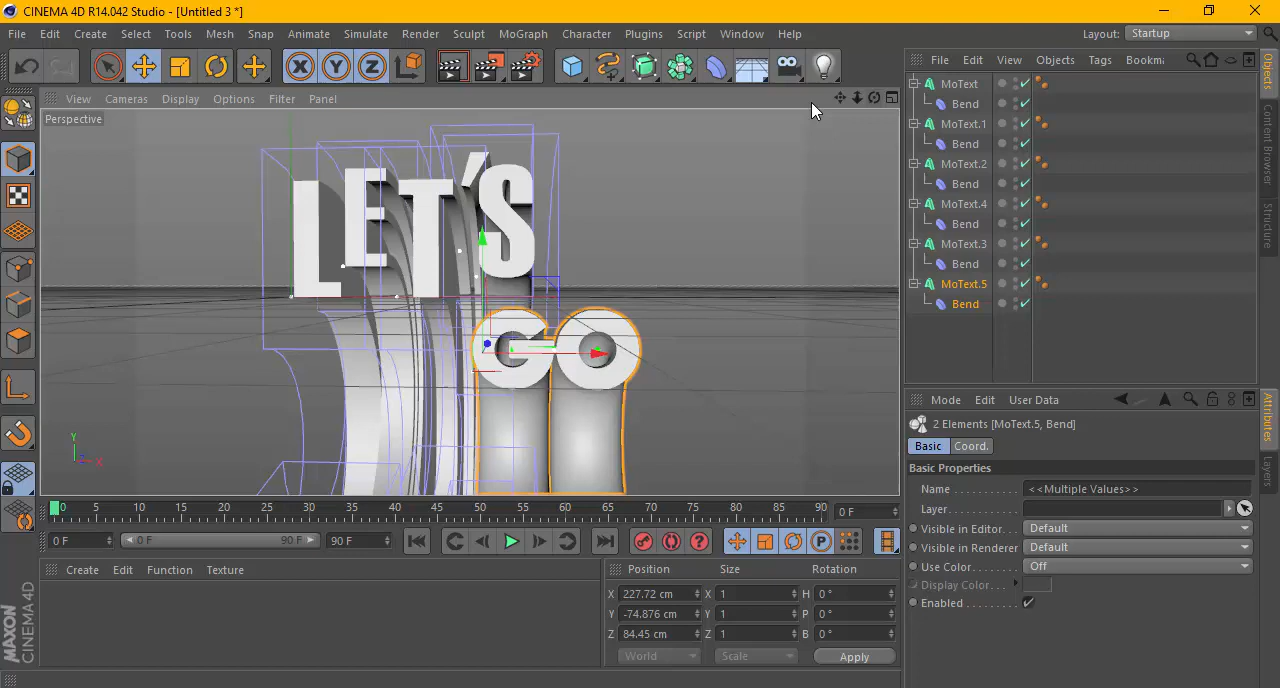 CINEMA 4D R14.042 Studio - [Untitled 3 *]
File Edit Create Select Tools Mesh Snap Animate Simulate Render Sculpt MoGraph Character Plugins Script Window Help Layout: Startup
X Y Z
File Edit View Objects Tags Bookm
View Cameras Display Options Filter Panel
Perspective
LET'S
GO
Y
X
MoText
Bend
MoText.1
Bend
MoText.2
Bend
MoText.4
Bend
MoText.3
Bend
MoText.5
Bend
Objects
Content Browser
Structure
Mode Edit User Data
2 Elements [MoText.5, Bend]
Basic Coord.
Basic Properties
Name <<Multiple Values>>
Layer
Visible in Editor Default
Visible in Renderer Default
Use Color Off
Display Color
Enabled
Attributes
Layers
0 5 10 15 20 25 30 35 40 45 50 55 60 65 70 75 80 85 90 0 F
0 F 0 F 90 F 90 F P
Create Edit Function Texture
Position Size Rotation
X 227.72 cm X 1 H 0 °
Y -74.876 cm Y 1 P 0 °
Z 84.45 cm Z 1 B 0 °
World Scale Apply
MAXON
CINEMA 4D